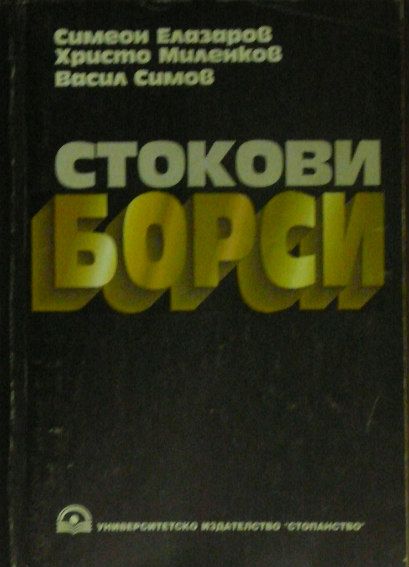 Симеон Елазаров
Христо Миленков
Васил Симов
СТОКОВИ
БОРСИ
УНИВЕРСИТЕТСКО ИЗДАТЕЛСТВО "СТОПАНСТВО"